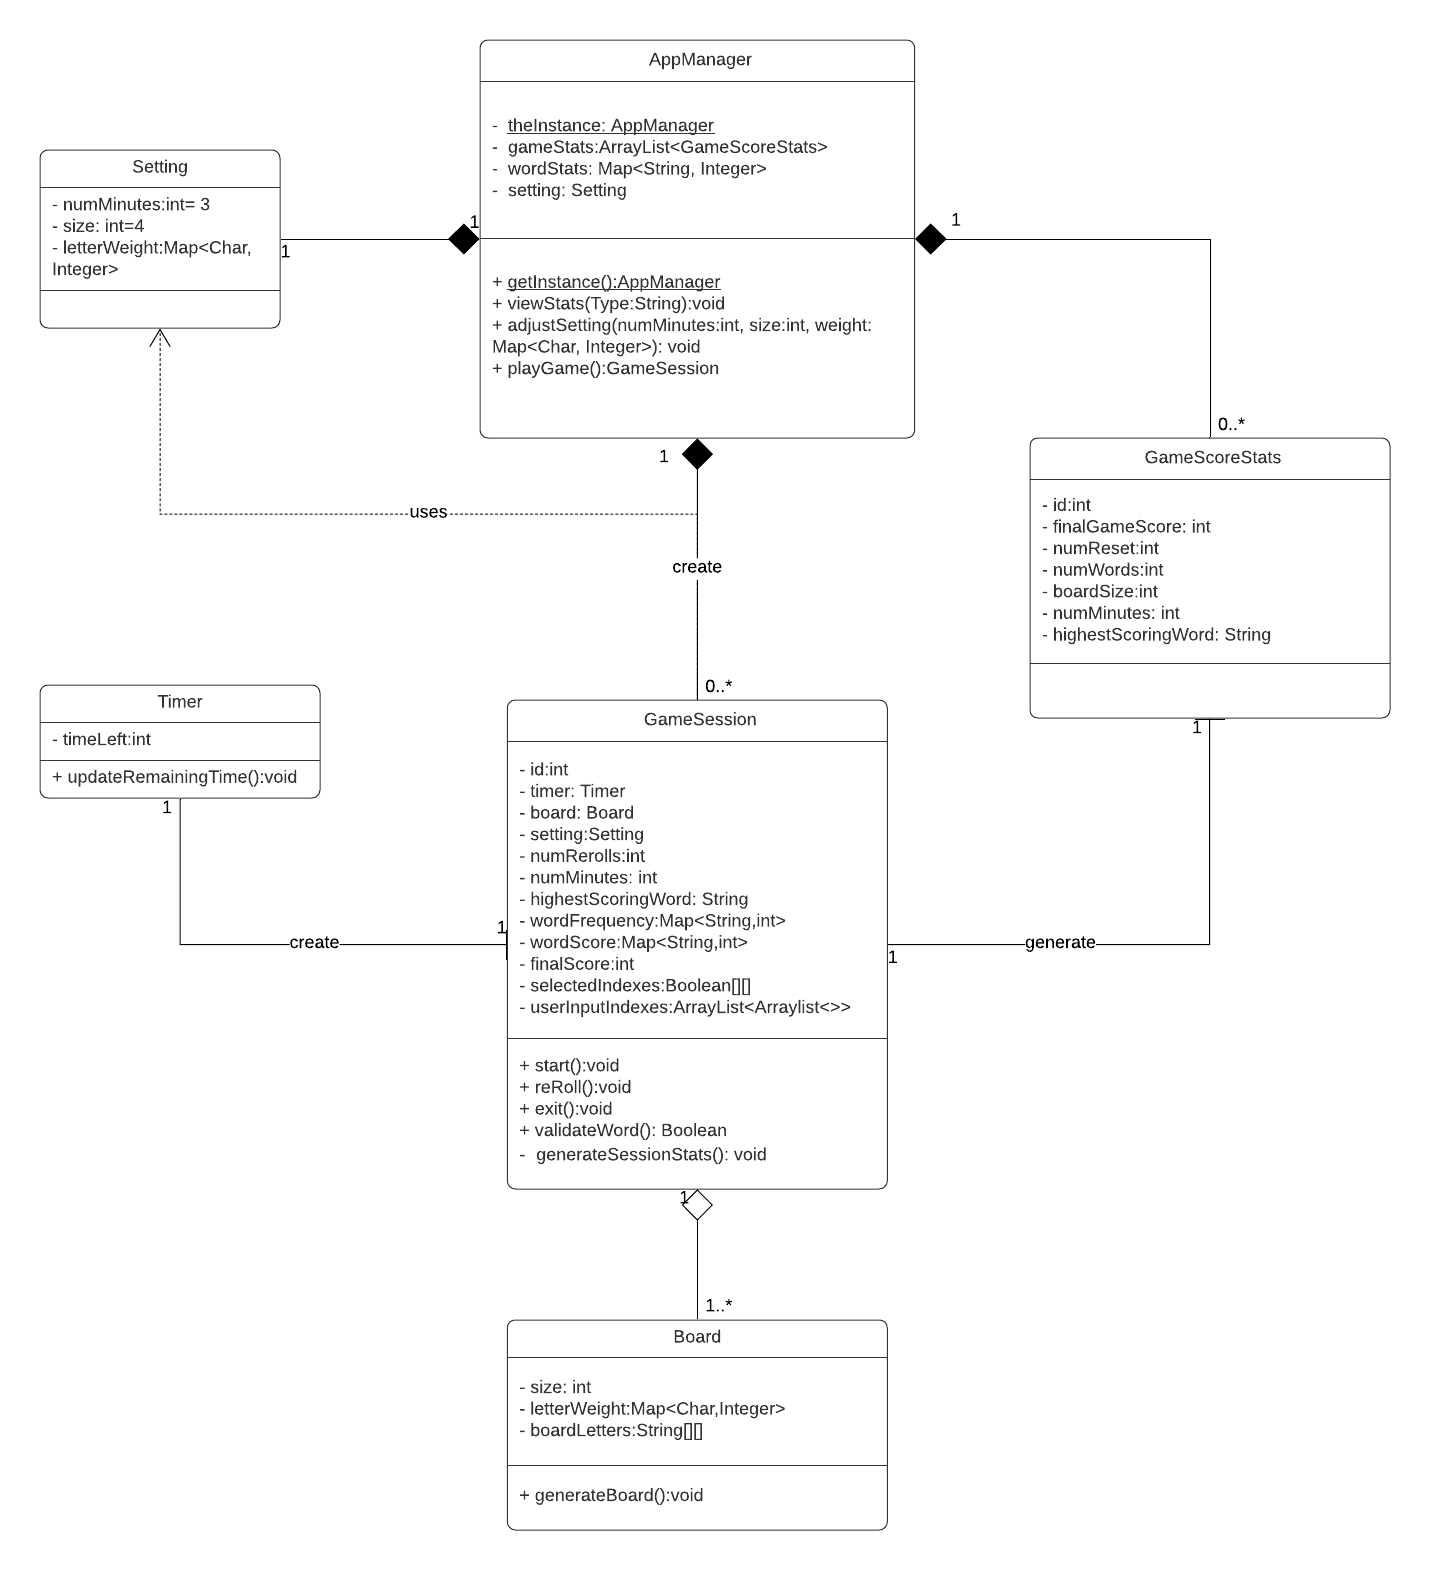 AppManager
- theInstance: AppManager
- gameStats:ArrayList<GameScoreStats>
- wordStats: Map<String, Integer>
- setting: Setting
+ getInstance():AppManager
+ viewStats(Type:String):void
+ adjustSetting(numMinutes:int, size:int, weight:
Map<Char, Integer>): void
+ playGame():GameSession
Setting
- numMinutes:int= 3
- size: int=4
- letterWeight:Map<Char,
Integer>
1
1
1
0..*
1
uses
create
0..*
GameScoreStats
- id:int
- finalGameScore: int
- numReset:int
- numWords:int
- boardSize:int
- numMinutes: int
- highestScoringWord: String
1
Timer
- timeLeft:int
+ updateRemainingTime():void
1
create
1
GameSession
- id:int
- timer: Timer
- board: Board
- setting:Setting
- numRerolls:int
- numMinutes: int
- highestScoringWord: String
- wordFrequency:Map<String,int>
- wordScore:Map<String,int>
- finalScore:int
- selectedIndexes:Boolean[][]
- userInputIndexes:ArrayList<Arraylist<>>
+ start():void
+ reRoll():void
+ exit():void
+ validateWord(): Boolean
- generateSessionStats(): void
generate
1
1
1..*
Board
- size: int
- letterWeight:Map<Char,Integer>
- boardLetters:String[][]
+ generateBoard():void